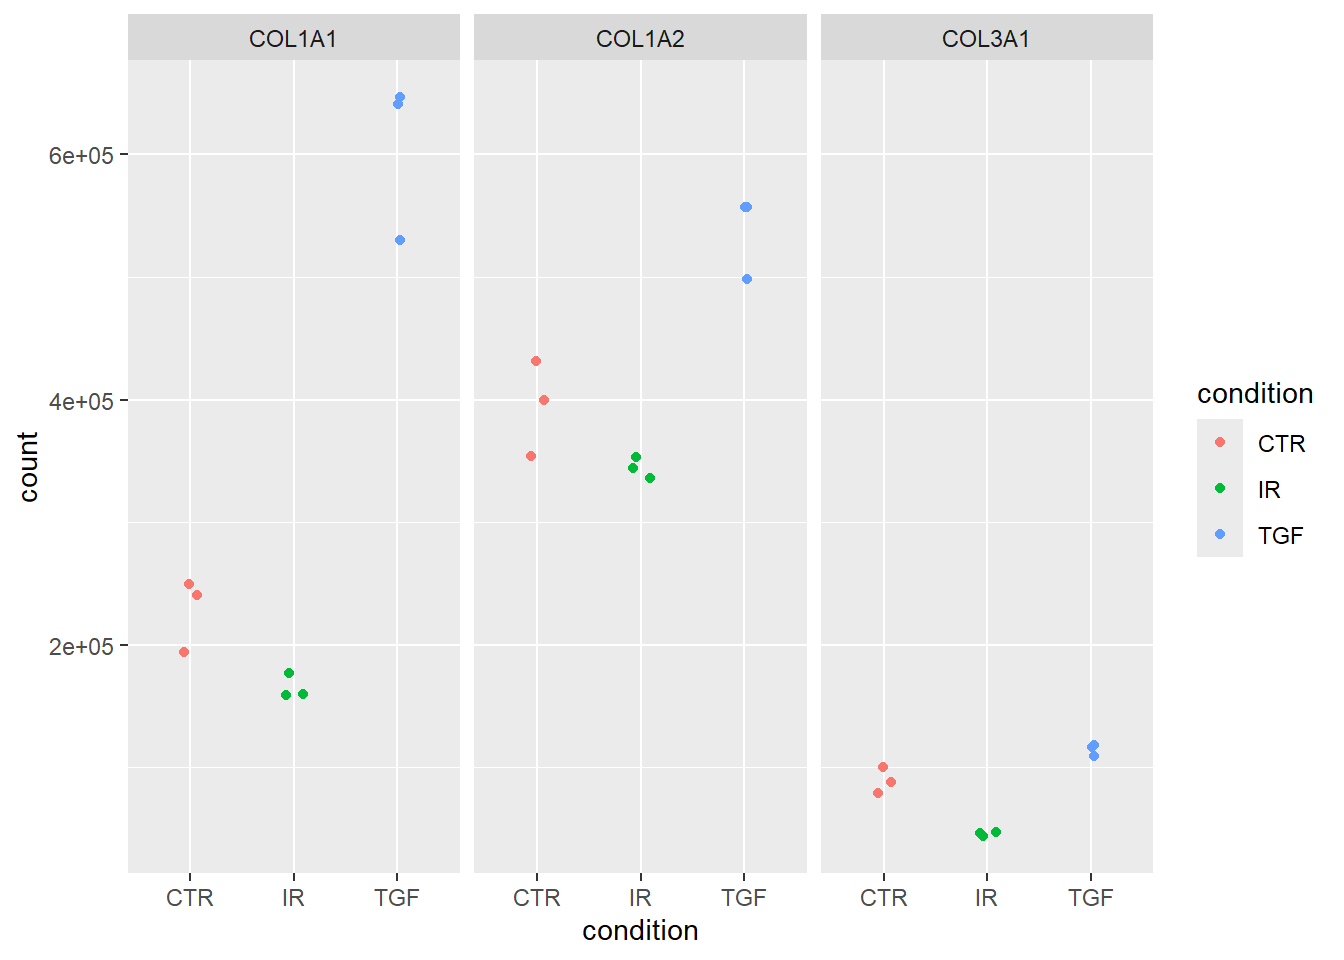 COL1A1 COL1A2 COL3A1
6e+05
4e+05
2e+05
count
CTR IR TGF CTR IR TGF CTR IR TGF
condition
condition
CTR
IR
TGF